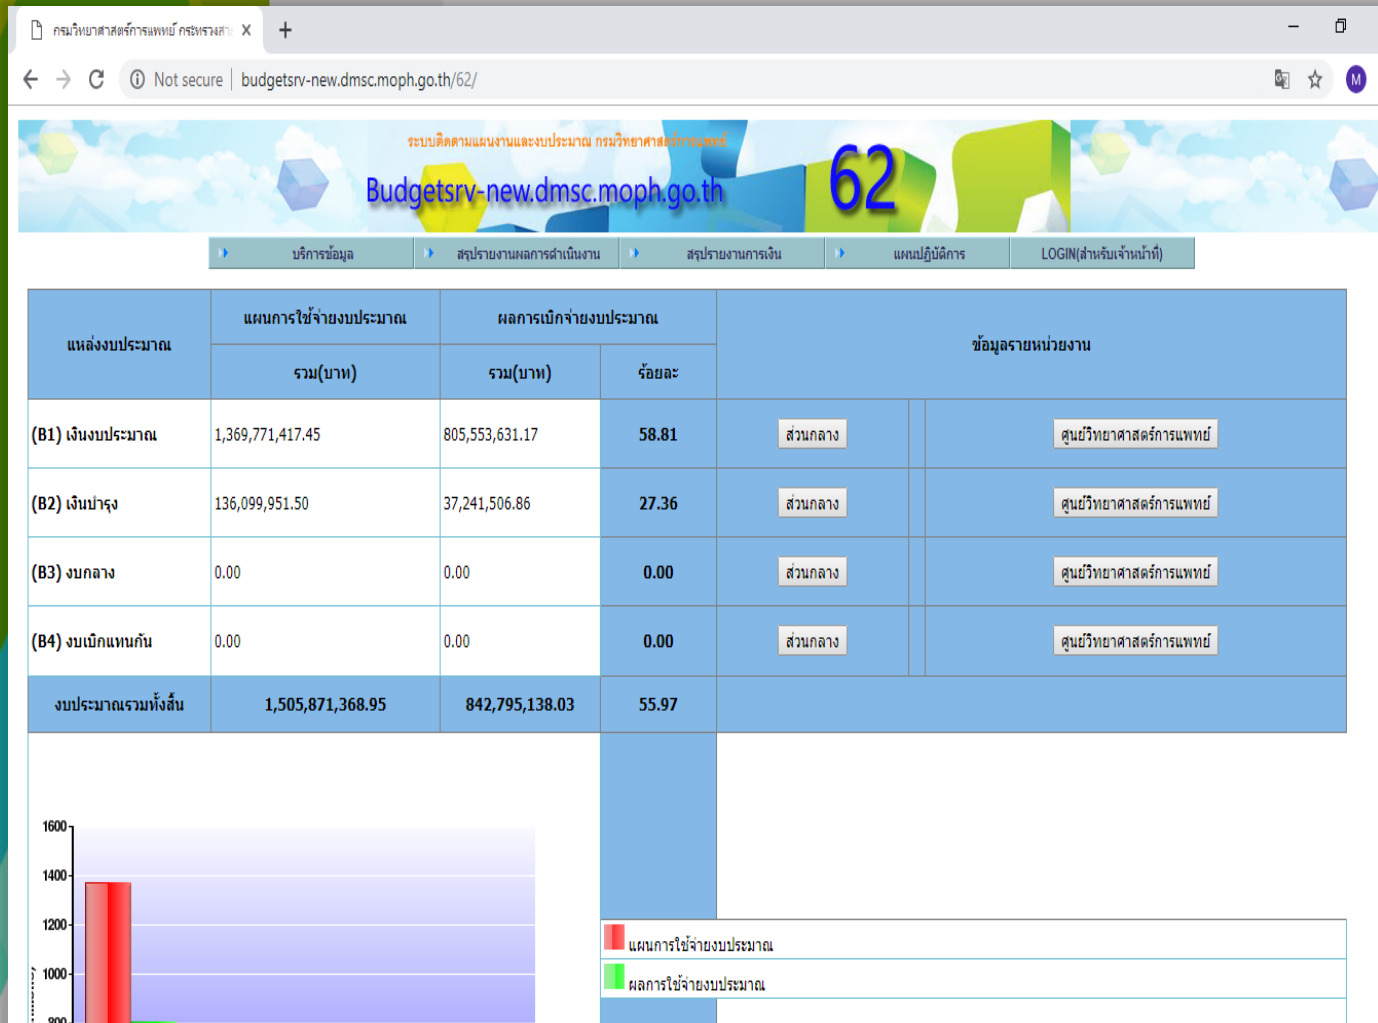 กรมวิทยาศาสตร์การแพทย์ กระทรวงสา
Not secure | budgetsrv-new.dmsc.moph.go.th/62/
M
ระบบติดตามแผนงานและงบประมาณ กรมวิทยาศาสตร์การแพทย์
Budgetsrv-new.dmsc.moph.go.th
62
บริการข้อมูล สรุปรายงานผลการดำเนินงาน สรุปรายงานการเงิน แผนปฏิบัติการ LOGIN(สำหรับเจ้าหน้าที่)
แหล่งงบประมาณ แผนการใช้จ่ายงบประมาณ ผลการเบิกจ่ายงบประมาณ ข้อมูลรายหน่วยงาน
รวม(บาท) รวม(บาท) ร้อยละ
(B1) เงินงบประมาณ 1,369,771,417.45 805,553,631.17 58.81 ส่วนกลาง ศูนย์วิทยาศาสตร์การแพทย์
(B2) เงินบำรุง 136,099,951.50 37,241,506.86 27.36 ส่วนกลาง ศูนย์วิทยาศาสตร์การแพทย์
(B3) งบกลาง 0.00 0.00 0.00 ส่วนกลาง ศูนย์วิทยาศาสตร์การแพทย์
(B4) งบเบิกแทนกัน 0.00 0.00 0.00 ส่วนกลาง ศูนย์วิทยาศาสตร์การแพทย์
งบประมาณรวมทั้งสิ้น 1,505,871,368.95 842,795,138.03 55.97
1600
1400
1200
1000
800
แผนการใช้จ่ายงบประมาณ
ผลการใช้จ่ายงบประมาณ